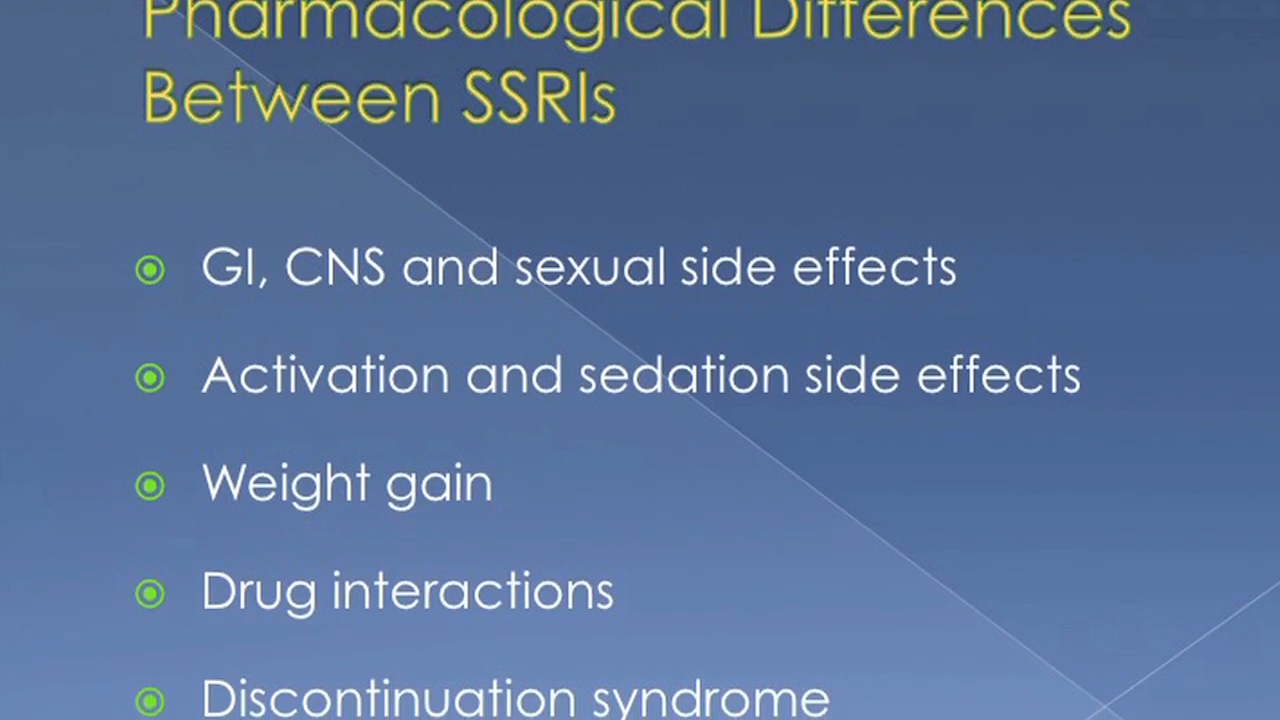 Pharmacological Differences
Between SSRIs
GI, CNS and sexual side effects
Activation and sedation side effects
Weight gain
Drug interactions
Discontinuation syndrome